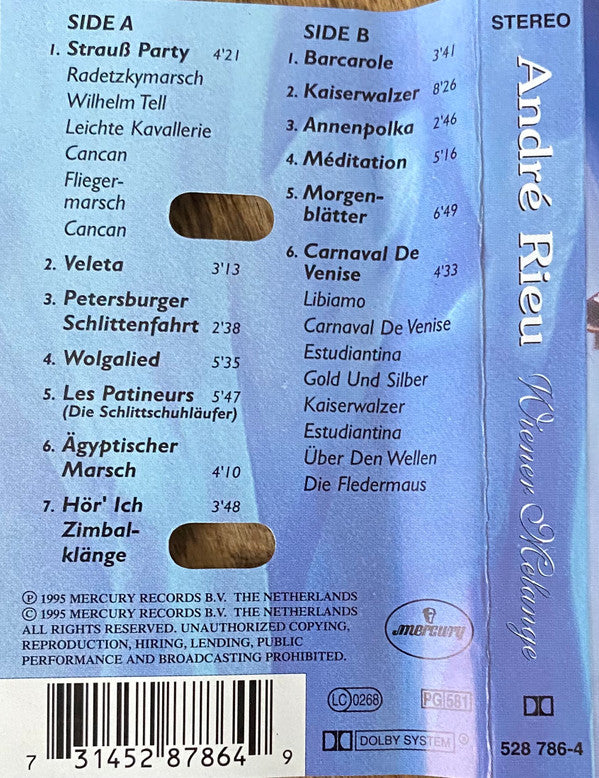 SIDE A
1. Strauß Party 4'21
Radetzkymarsch
Wilhelm Tell
Leichte Kavallerie
Cancan
Flieger-
marsch
Cancan
2. Veleta 3'13
3. Petersburger
Schlittenfahrt 2'38
4. Wolgalied 5'35
5. Les Patineurs 5'47
(Die Schlittschuhläufer)
6. Ägyptischer
Marsch 4'10
7. Hör' Ich 3'48
Zimbal-
klänge
SIDE B
1. Barcarole 3'41
2. Kaiserwalzer 8'26
3. Annenpolka 2'46
4. Méditation 5'16
5. Morgen-
blätter 6'49
6. Carnaval De
Venise 4'33
Libiamo
Carnaval De Venise
Estudiantina
Gold Und Silber
Kaiserwalzer
Estudiantina
Über Den Wellen
Die Fledermaus
Ⓟ 1995 MERCURY RECORDS B.V. THE NETHERLANDS
© 1995 MERCURY RECORDS B.V. THE NETHERLANDS
ALL RIGHTS RESERVED. UNAUTHORIZED COPYING,
REPRODUCTION, HIRING, LENDING, PUBLIC
PERFORMANCE AND BROADCASTING PROHIBITED.
mercury
LC 0268 PG 581
DOLBY SYSTEM ®
7 31452 87864 9
STEREO
André Rieu Wiener Melange
528 786-4